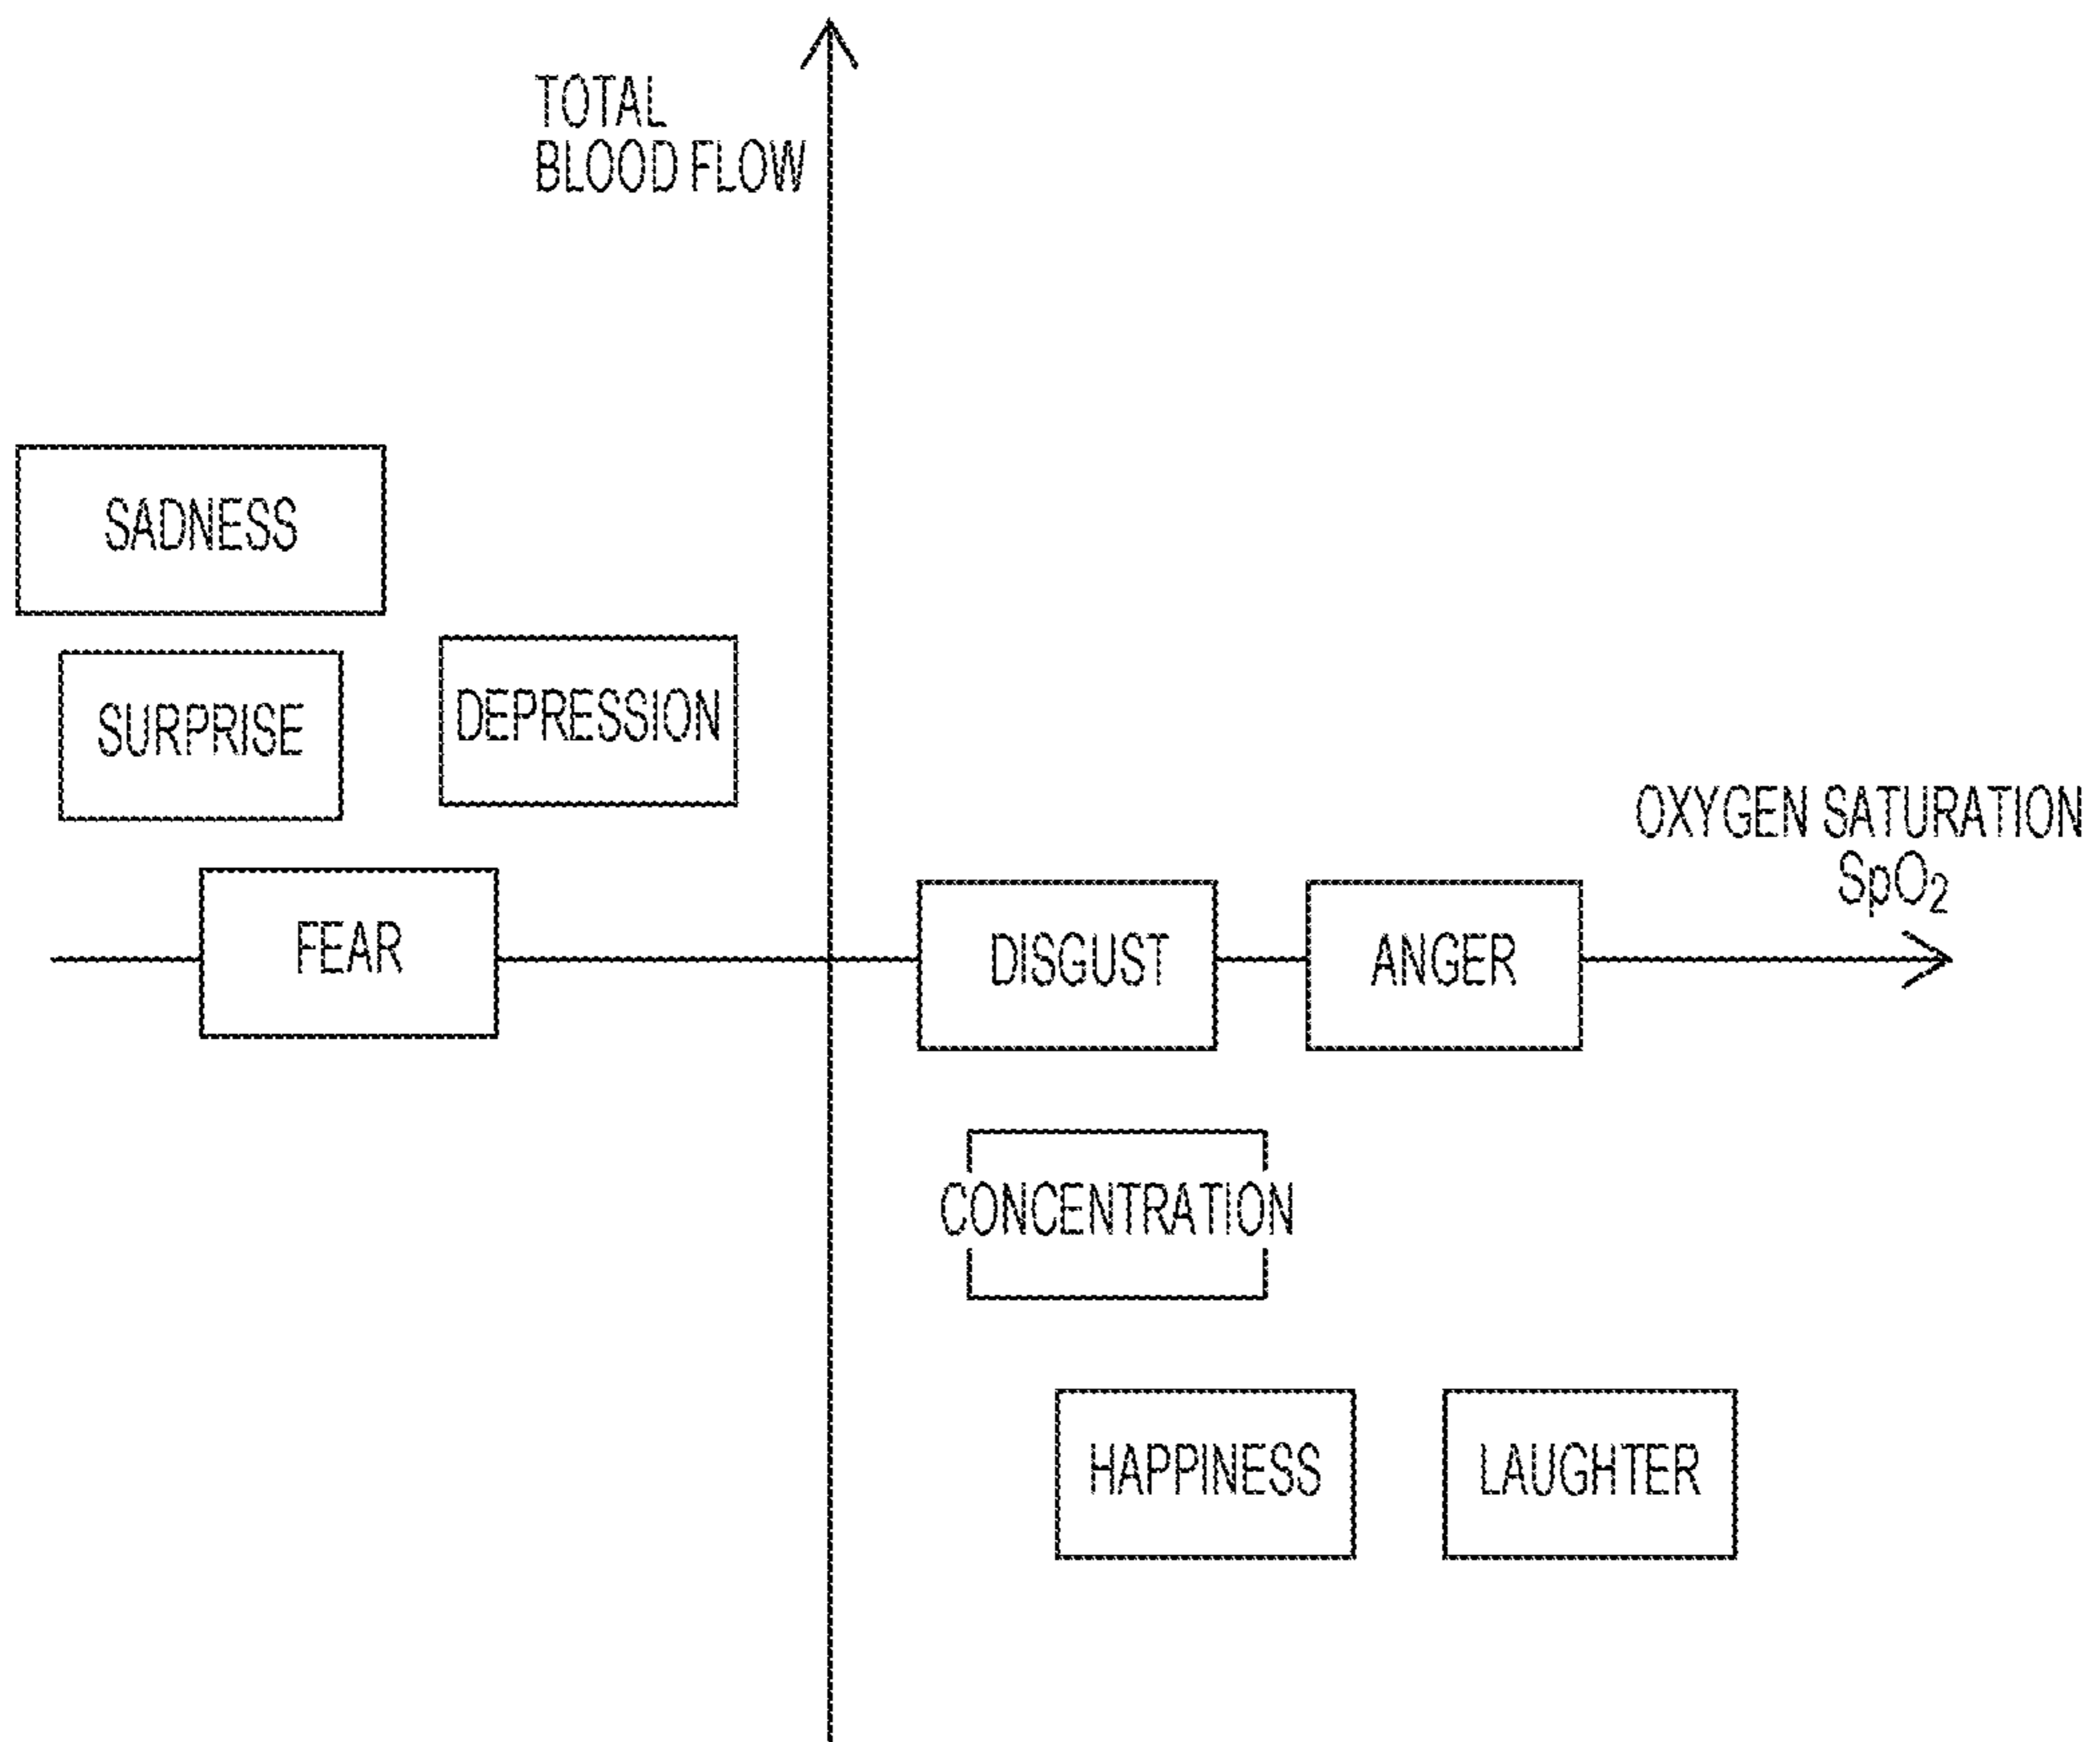 TOTAL
BLOOD FLOW
SADNESS
SURPRISE
DEPRESSION
OXYGEN SATURATION
SpO₂
FEAR
DISGUST
ANGER
CONCENTRATION
HAPPINESS
LAUGHTER